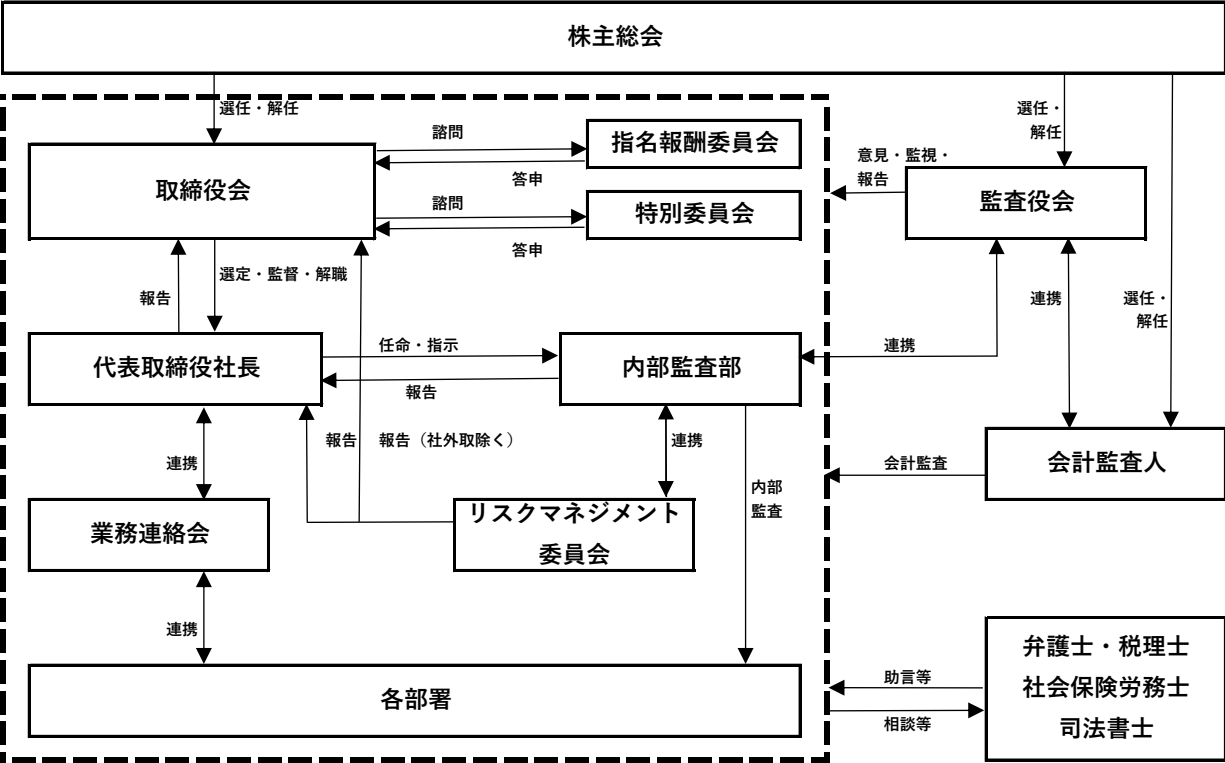 株主総会
選任・解任
選任・
解任
諮問
指名報酬委員会
答申
意見・監視・
報告
取締役会
諮問
特別委員会
答申
監査役会
選定・監督・解職
報告
連携
選任・
解任
代表取締役社長
任命・指示
報告
内部監査部
連携
報告
報告（社外取除く）
連携
連携
会計監査
会計監査人
内部
監査
業務連絡会
リスクマネジメント
委員会
連携
各部署
助言等
相談等
弁護士・税理士
社会保険労務士
司法書士